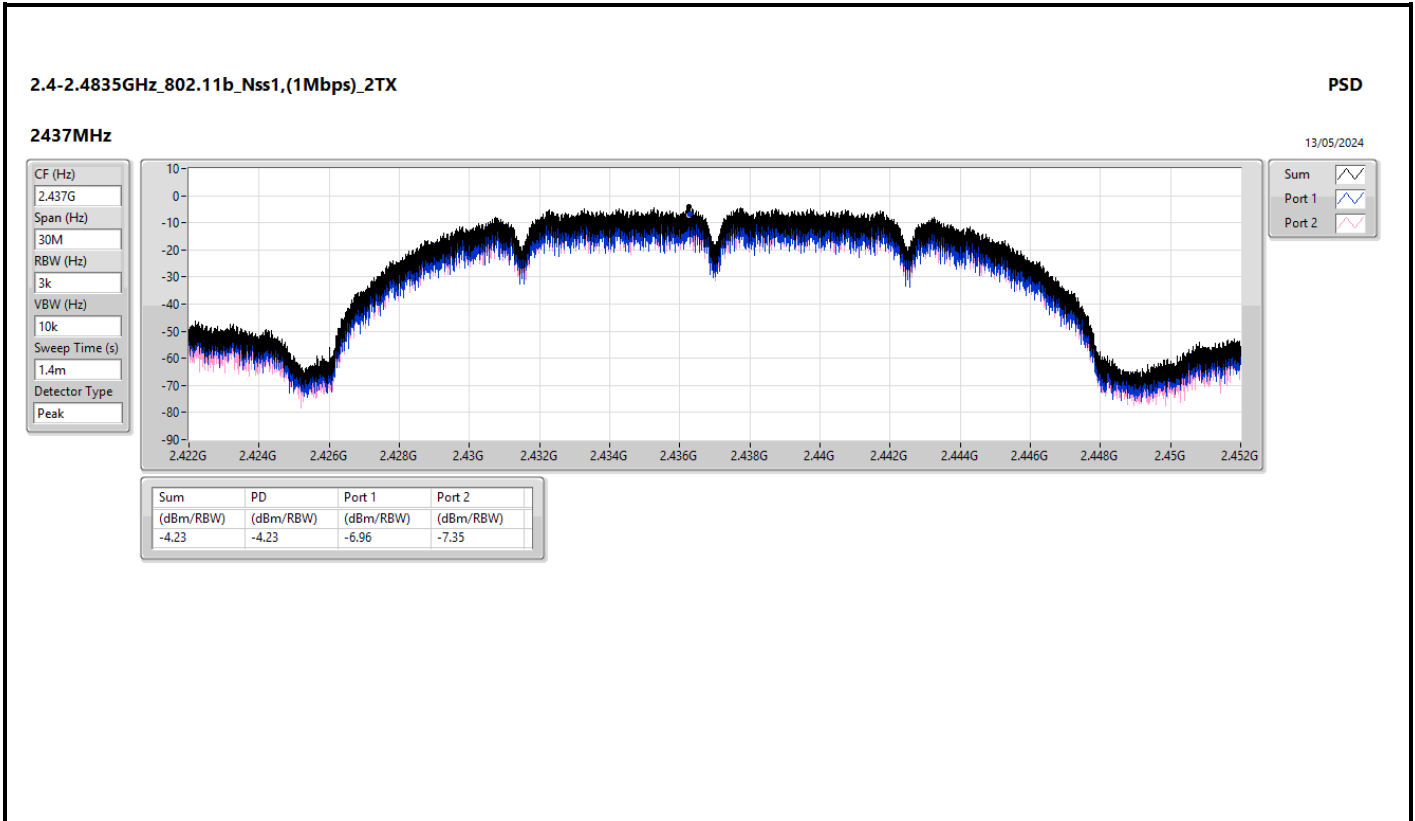 2.4-2.4835GHz_802.11b_Nss1,(1Mbps)_2TX PSD
2437MHz 13/05/2024
CF (Hz)
2.437G
Span (Hz)
30M
RBW (Hz)
3k
VBW (Hz)
10k
Sweep Time (s)
1.4m
Detector Type
Peak
10
0
-10
-20
-30
-40
-50
-60
-70
-80
-90
2.422G 2.424G 2.426G 2.428G 2.43G 2.432G 2.434G 2.436G 2.438G 2.44G 2.442G 2.444G 2.446G 2.448G 2.45G 2.452G
Sum
Port 1
Port 2
Sum PD Port 1 Port 2
(dBm/RBW) (dBm/RBW) (dBm/RBW) (dBm/RBW)
-4.23 -4.23 -6.96 -7.35